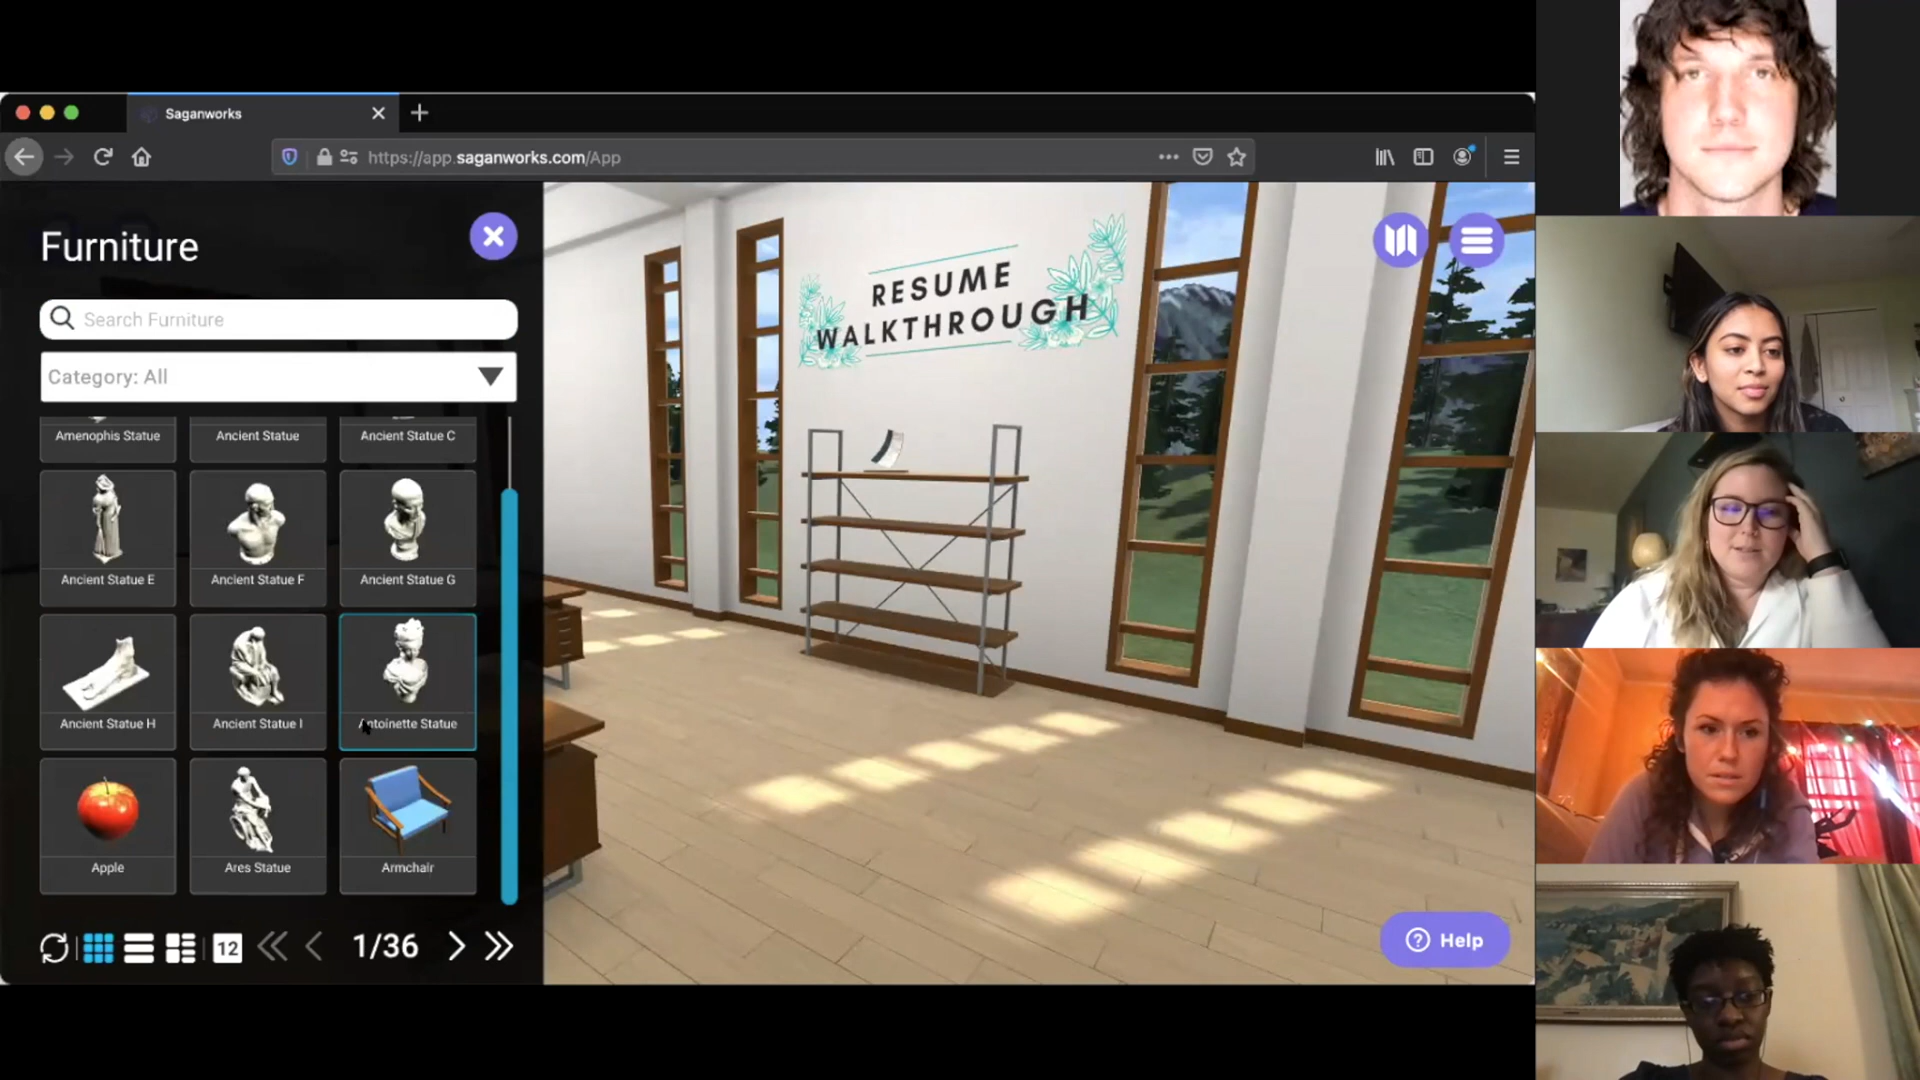 Saganworks
https://app.saganworks.com/App
Furniture
Search Furniture
Category: All
Amenophis Statue
Ancient Statue
Ancient Statue C
Ancient Statue E
Ancient Statue F
Ancient Statue G
Ancient Statue H
Ancient Statue I
Antoinette Statue
Apple
Ares Statue
Armchair
12
1/36
RESUME
WALKTHROUGH
Help